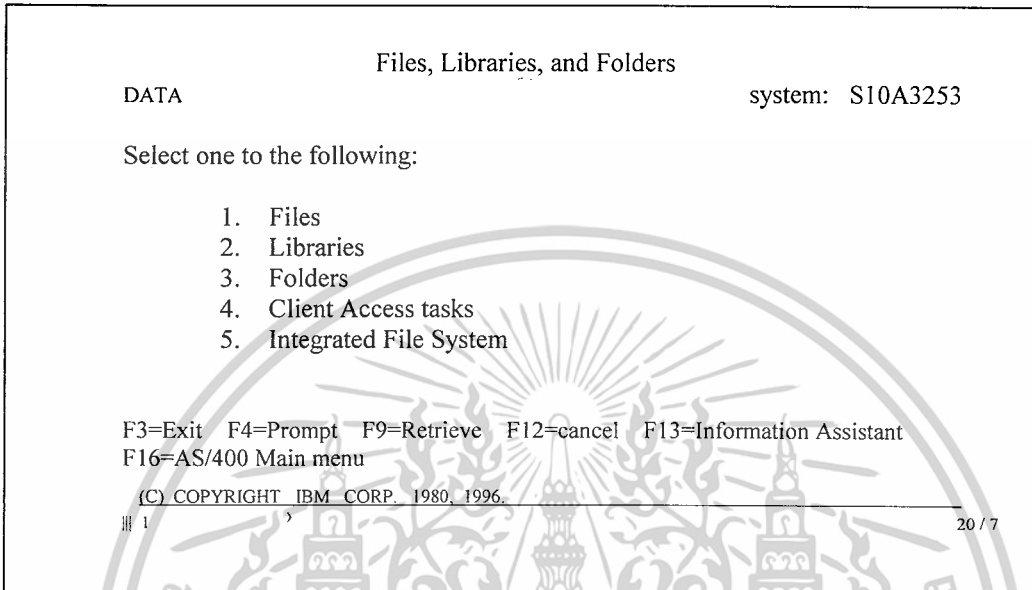 Files, Libraries, and Folders
DATA system: S10A3253
Select one to the following:
1. Files
2. Libraries
3. Folders
4. Client Access tasks
5. Integrated File System
F3=Exit F4=Prompt F9=Retrieve F12=cancel F13=Information Assistant
F16=AS/400 Main menu
(C) COPYRIGHT IBM CORP. 1980, 1996.
1 20 / 7